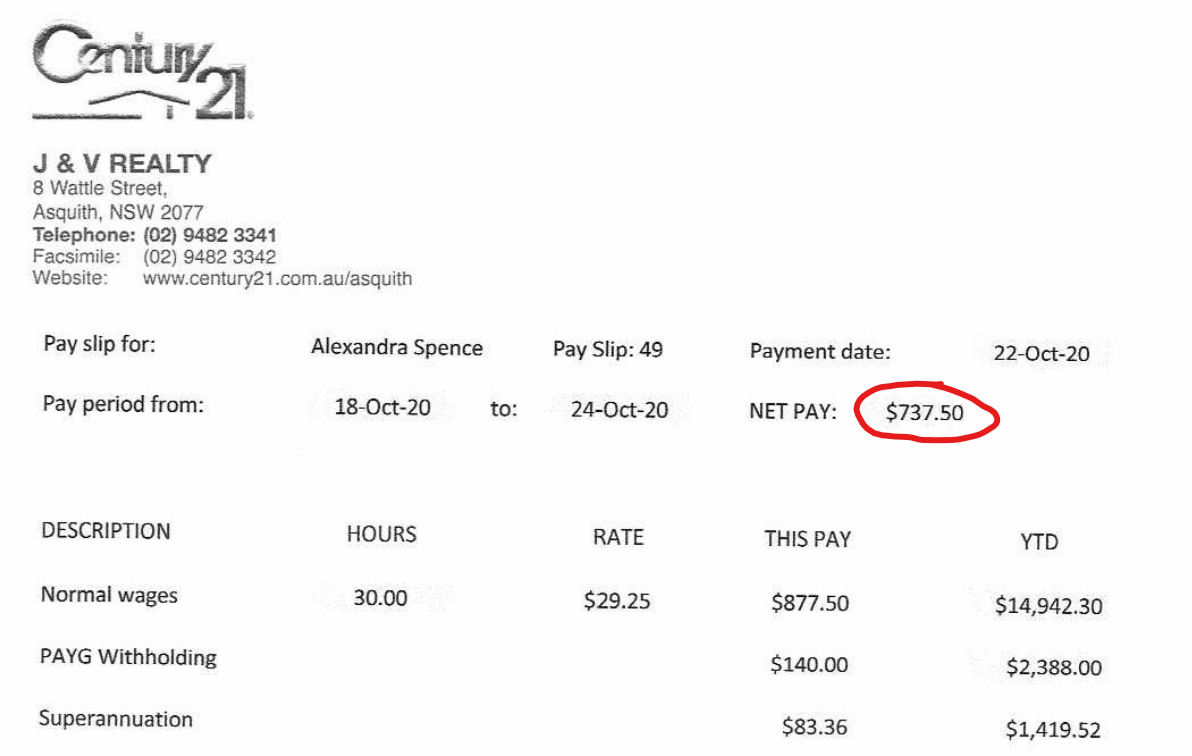 Century 21
J & V REALTY
8 Wattle Street,
Asquith, NSW 2077
Telephone: (02) 9482 3341
Facsimile: (02) 9482 3342
Website: www.century21.com.au/asquith
Pay slip for: Alexandra Spence Pay Slip: 49 Payment date: 22-Oct-20
Pay period from: 18-Oct-20 to: 24-Oct-20 NET PAY: $737.50
DESCRIPTION HOURS RATE THIS PAY YTD
Normal wages 30.00 $29.25 $877.50 $14,942.30
PAYG Withholding $140.00 $2,388.00
Superannuation $83.36 $1,419.52